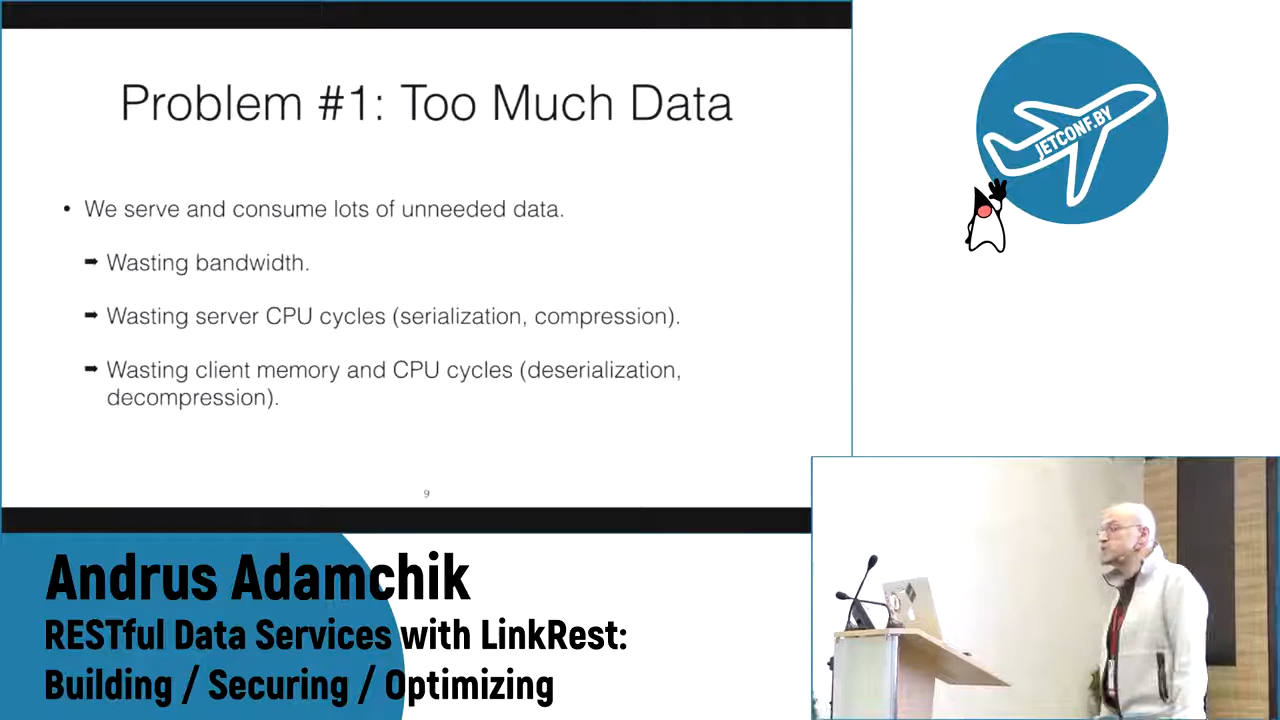 Problem #1: Too Much Data
• We serve and consume lots of unneeded data.
➡ Wasting bandwidth.
➡ Wasting server CPU cycles (serialization, compression).
➡ Wasting client memory and CPU cycles (deserialization,
decompression).
9
JETCONF.BY
Andrus Adamchik
RESTful Data Services with LinkRest:
Building / Securing / Optimizing